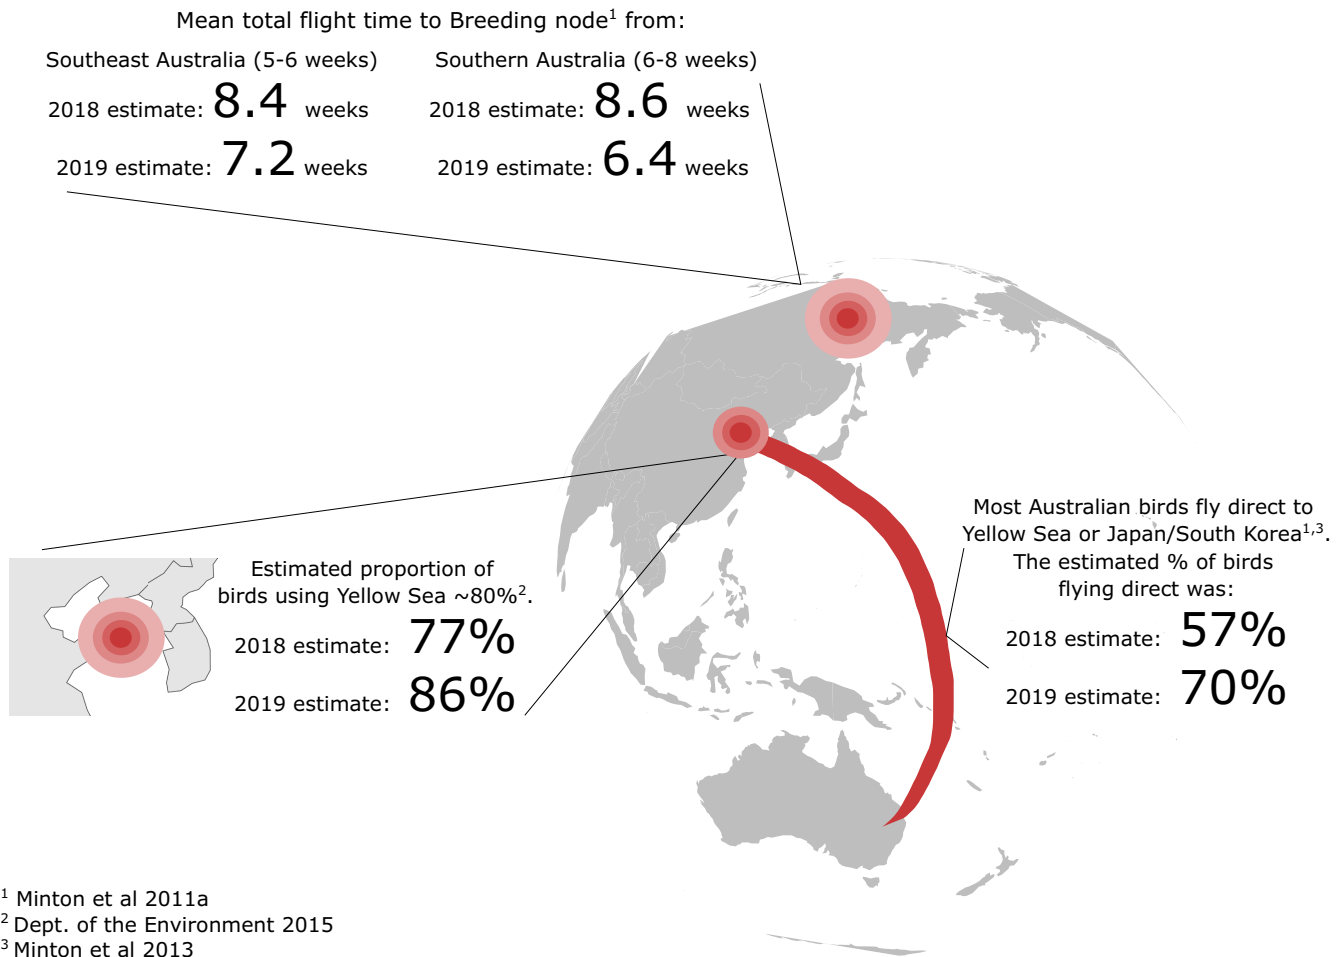 Mean total flight time to Breeding node¹ from:
Southeast Australia (5-6 weeks)
2018 estimate: 8.4 weeks
2019 estimate: 7.2 weeks
Southern Australia (6-8 weeks)
2018 estimate: 8.6 weeks
2019 estimate: 6.4 weeks
Most Australian birds fly direct to
Yellow Sea or Japan/South Korea¹,³.
The estimated % of birds
flying direct was:
2018 estimate: 57%
2019 estimate: 70%
Estimated proportion of
birds using Yellow Sea ~80%².
2018 estimate: 77%
2019 estimate: 86%
¹ Minton et al 2011a
² Dept. of the Environment 2015
³ Minton et al 2013